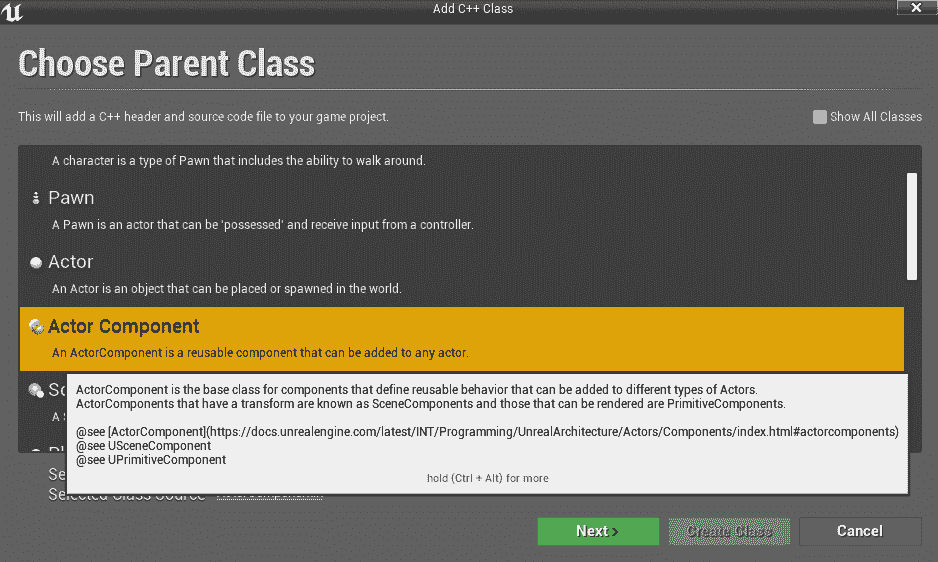 Add C++ Class
Choose Parent Class
This will add a C++ header and source code file to your game project.
Show All Classes
A character is a type of Pawn that includes the ability to walk around.
Pawn
A Pawn is an actor that can be 'possessed' and receive input from a controller.
Actor
An Actor is an object that can be placed or spawned in the world.
Actor Component
An ActorComponent is a reusable component that can be added to any actor.
ActorComponent is the base class for components that define reusable behavior that can be added to different types of Actors.
ActorComponents that have a transform are known as SceneComponents and those that can be rendered are PrimitiveComponents.
@see [ActorComponent](https://docs.unrealengine.com/latest/INT/Programming/UnrealArchitecture/Actors/Components/index.html#actorcomponents)
@see USceneComponent
@see UPrimitiveComponent
hold (Ctrl + Alt) for more
Selected Class Source
Next >
Create Class
Cancel